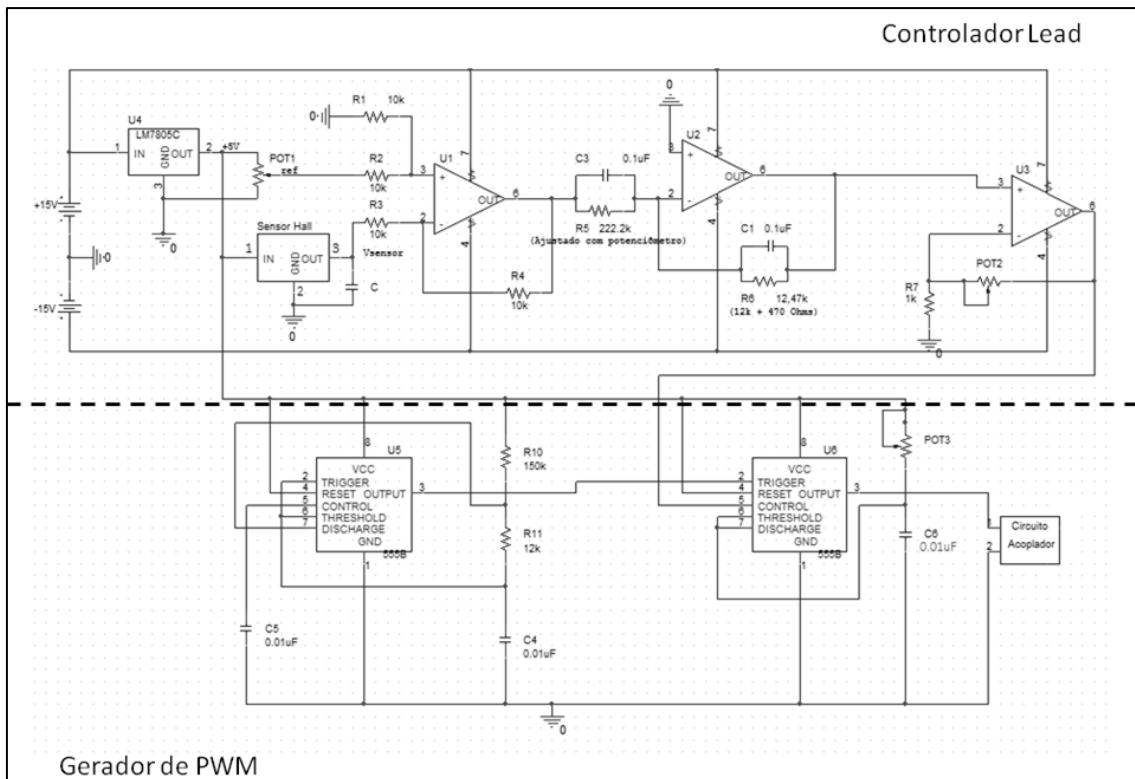 Controlador Lead
U4
LM7805C
1 IN OUT 2
GND
3
+5V
0
POT1
ref
+15V
0
-15V
Sensor Hall
1 IN OUT 3
GND
2
0
Vsensor
C
0
R1 10k
R2
10k
R3
10k
R4
10k
U1
3
+
2
-
OUT
6
7
4
C3 0.1uF
R5 222.2k
(Ajustado com potenciômetro)
0
U2
3
+
2
-
OUT
6
7
4
C1 0.1uF
R6 12,47k
(12k + 470 Ohms)
U3
3
+
2
-
OUT
6
7
4
POT2
R7
1k
0
U5
8
VCC
2 TRIGGER
4 RESET OUTPUT 3
5 CONTROL
6 THRESHOLD
7 DISCHARGE
GND
555B
1
R10
150k
R11
12k
C5
0.01uF
C4
0.01uF
0
U6
8
VCC
2 TRIGGER
4 RESET OUTPUT 3
5 CONTROL
6 THRESHOLD
7 DISCHARGE
GND
555B
1
POT3
C6
0.01uF
1 Circuito
2 Acoplador
Gerador de PWM